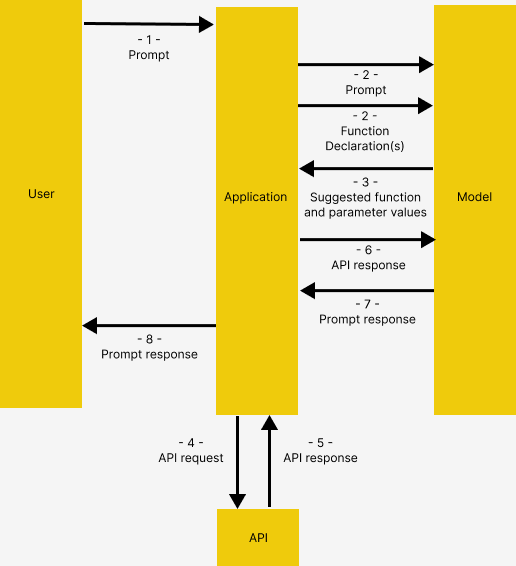 - 1 -
Prompt
- 2 -
Prompt
- 2 -
Function
Declaration(s)
- 3 -
Suggested function
and parameter values
User
Application
Model
- 6 -
API response
- 7 -
Prompt response
- 8 -
Prompt response
- 4 -
API request
- 5 -
API response
API